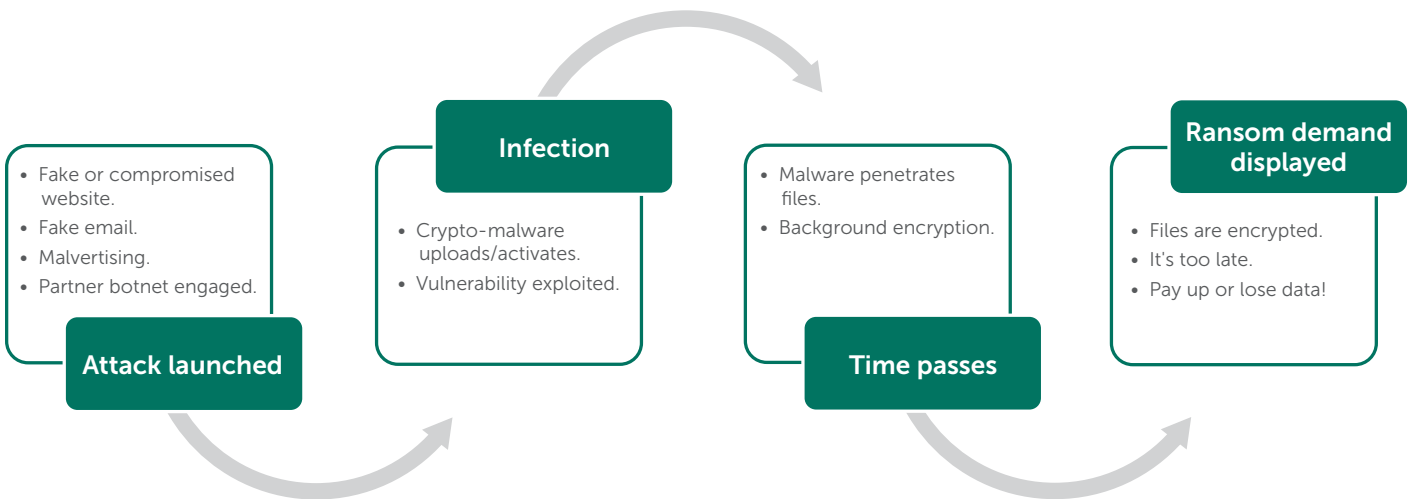 • Fake or compromised
website.
• Fake email.
• Malvertising.
• Partner botnet engaged.
Attack launched
Infection
• Crypto-malware
uploads/activates.
• Vulnerability exploited.
• Malware penetrates
files.
• Background encryption.
Time passes
Ransom demand
displayed
• Files are encrypted.
• It's too late.
• Pay up or lose data!